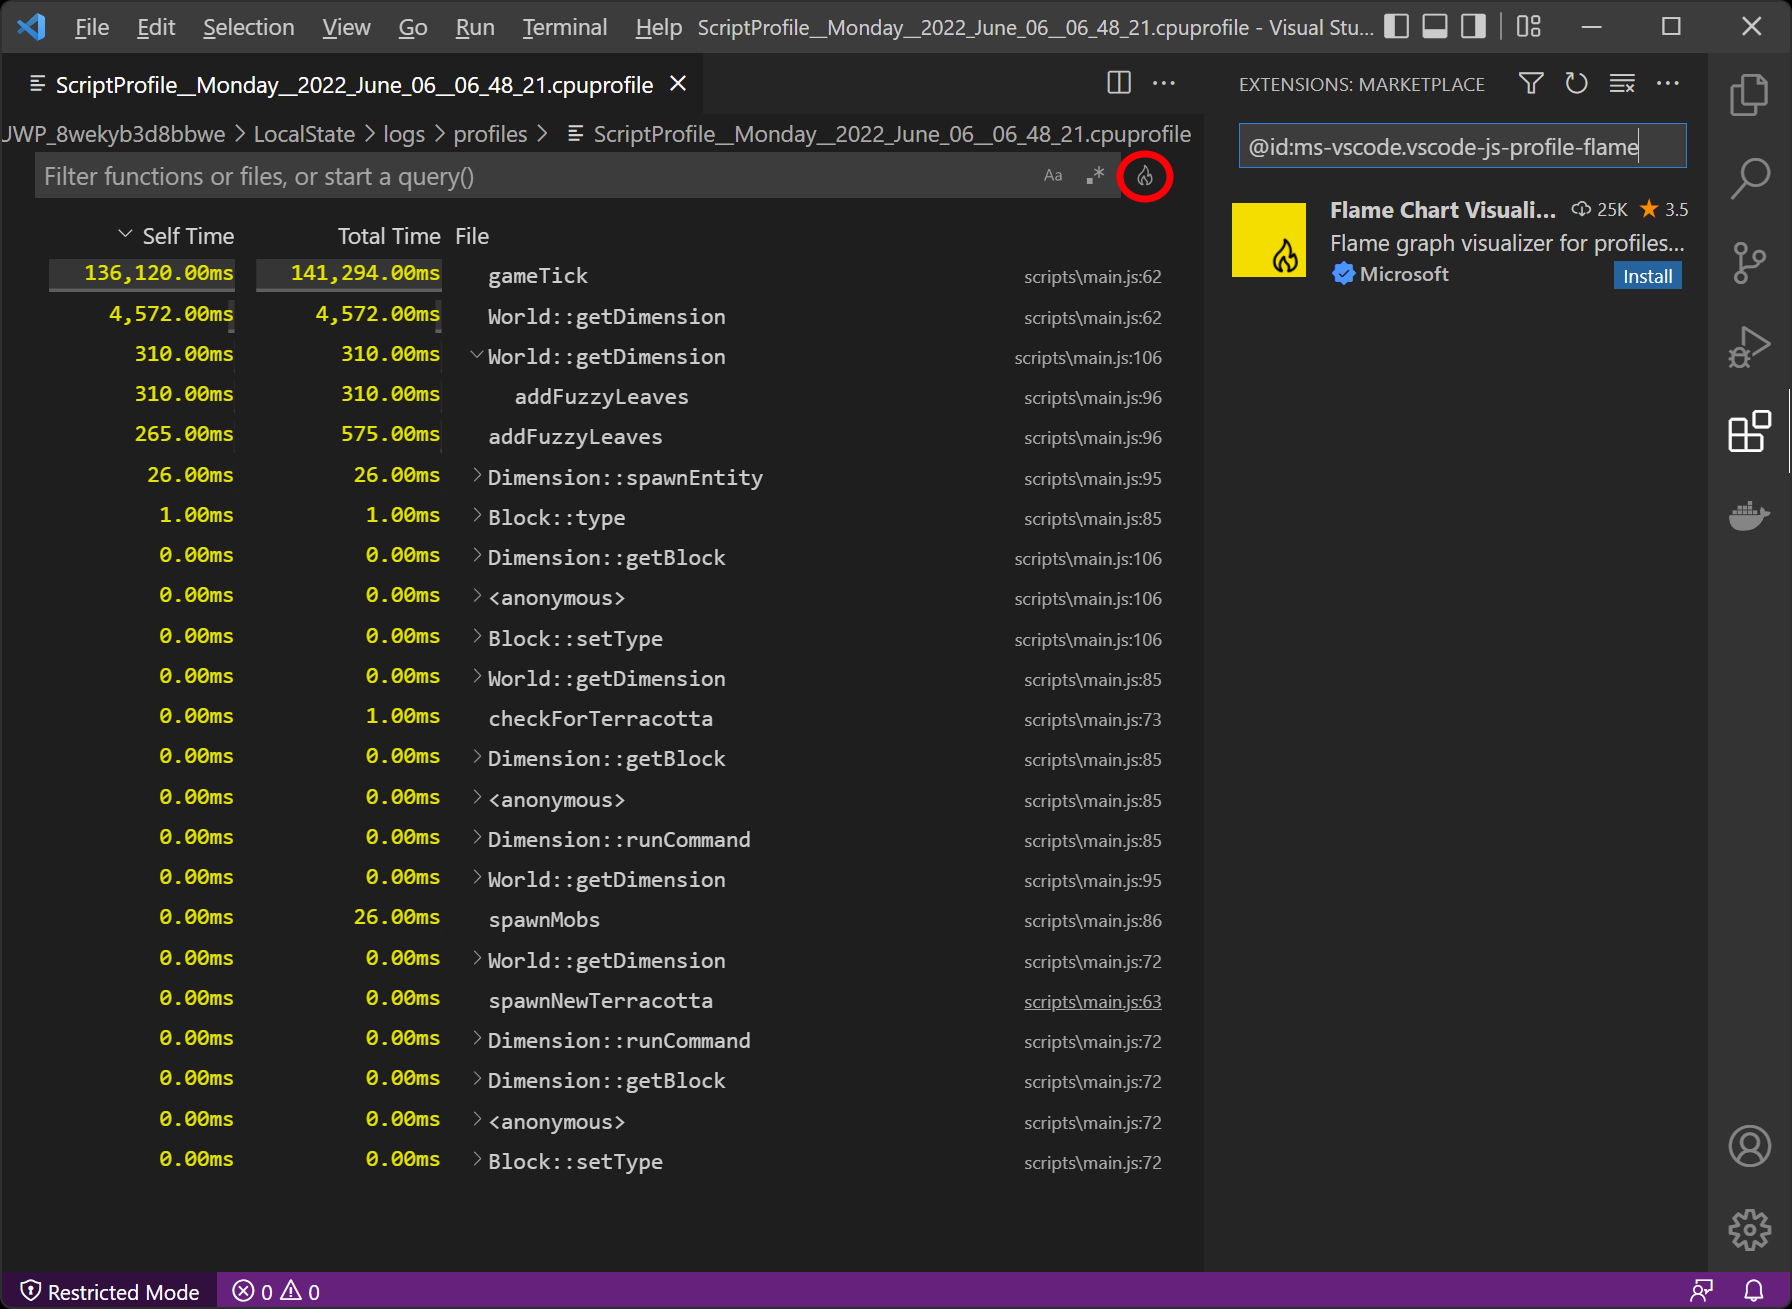 File Edit Selection View Go Run Terminal Help ScriptProfile__Monday__2022_June_06__06_48_21.cpuprofile - Visual Stu...
ScriptProfile__Monday__2022_June_06__06_48_21.cpuprofile
JWP_8wekyb3d8bbwe > LocalState > logs > profiles > ScriptProfile__Monday__2022_June_06__06_48_21.cpuprofile
Filter functions or files, or start a query() Aa .*
Self Time Total Time File
136,120.00ms 141,294.00ms gameTick scripts\main.js:62
4,572.00ms 4,572.00ms World::getDimension scripts\main.js:62
310.00ms 310.00ms World::getDimension scripts\main.js:106
310.00ms 310.00ms addFuzzyLeaves scripts\main.js:96
265.00ms 575.00ms addFuzzyLeaves scripts\main.js:96
26.00ms 26.00ms Dimension::spawnEntity scripts\main.js:95
1.00ms 1.00ms Block::type scripts\main.js:85
0.00ms 0.00ms Dimension::getBlock scripts\main.js:106
0.00ms 0.00ms <anonymous> scripts\main.js:106
0.00ms 0.00ms Block::setType scripts\main.js:106
0.00ms 0.00ms World::getDimension scripts\main.js:85
0.00ms 1.00ms checkForTerracotta scripts\main.js:73
0.00ms 0.00ms Dimension::getBlock scripts\main.js:85
0.00ms 0.00ms <anonymous> scripts\main.js:85
0.00ms 0.00ms Dimension::runCommand scripts\main.js:85
0.00ms 0.00ms World::getDimension scripts\main.js:95
0.00ms 26.00ms spawnMobs scripts\main.js:86
0.00ms 0.00ms World::getDimension scripts\main.js:72
0.00ms 0.00ms spawnNewTerracotta scripts\main.js:63
0.00ms 0.00ms Dimension::runCommand scripts\main.js:72
0.00ms 0.00ms Dimension::getBlock scripts\main.js:72
0.00ms 0.00ms <anonymous> scripts\main.js:72
0.00ms 0.00ms Block::setType scripts\main.js:72
EXTENSIONS: MARKETPLACE
@id:ms-vscode.vscode-js-profile-flame
Flame Chart Visuali... 25K 3.5
Flame graph visualizer for profiles...
Microsoft Install
Restricted Mode 0 0